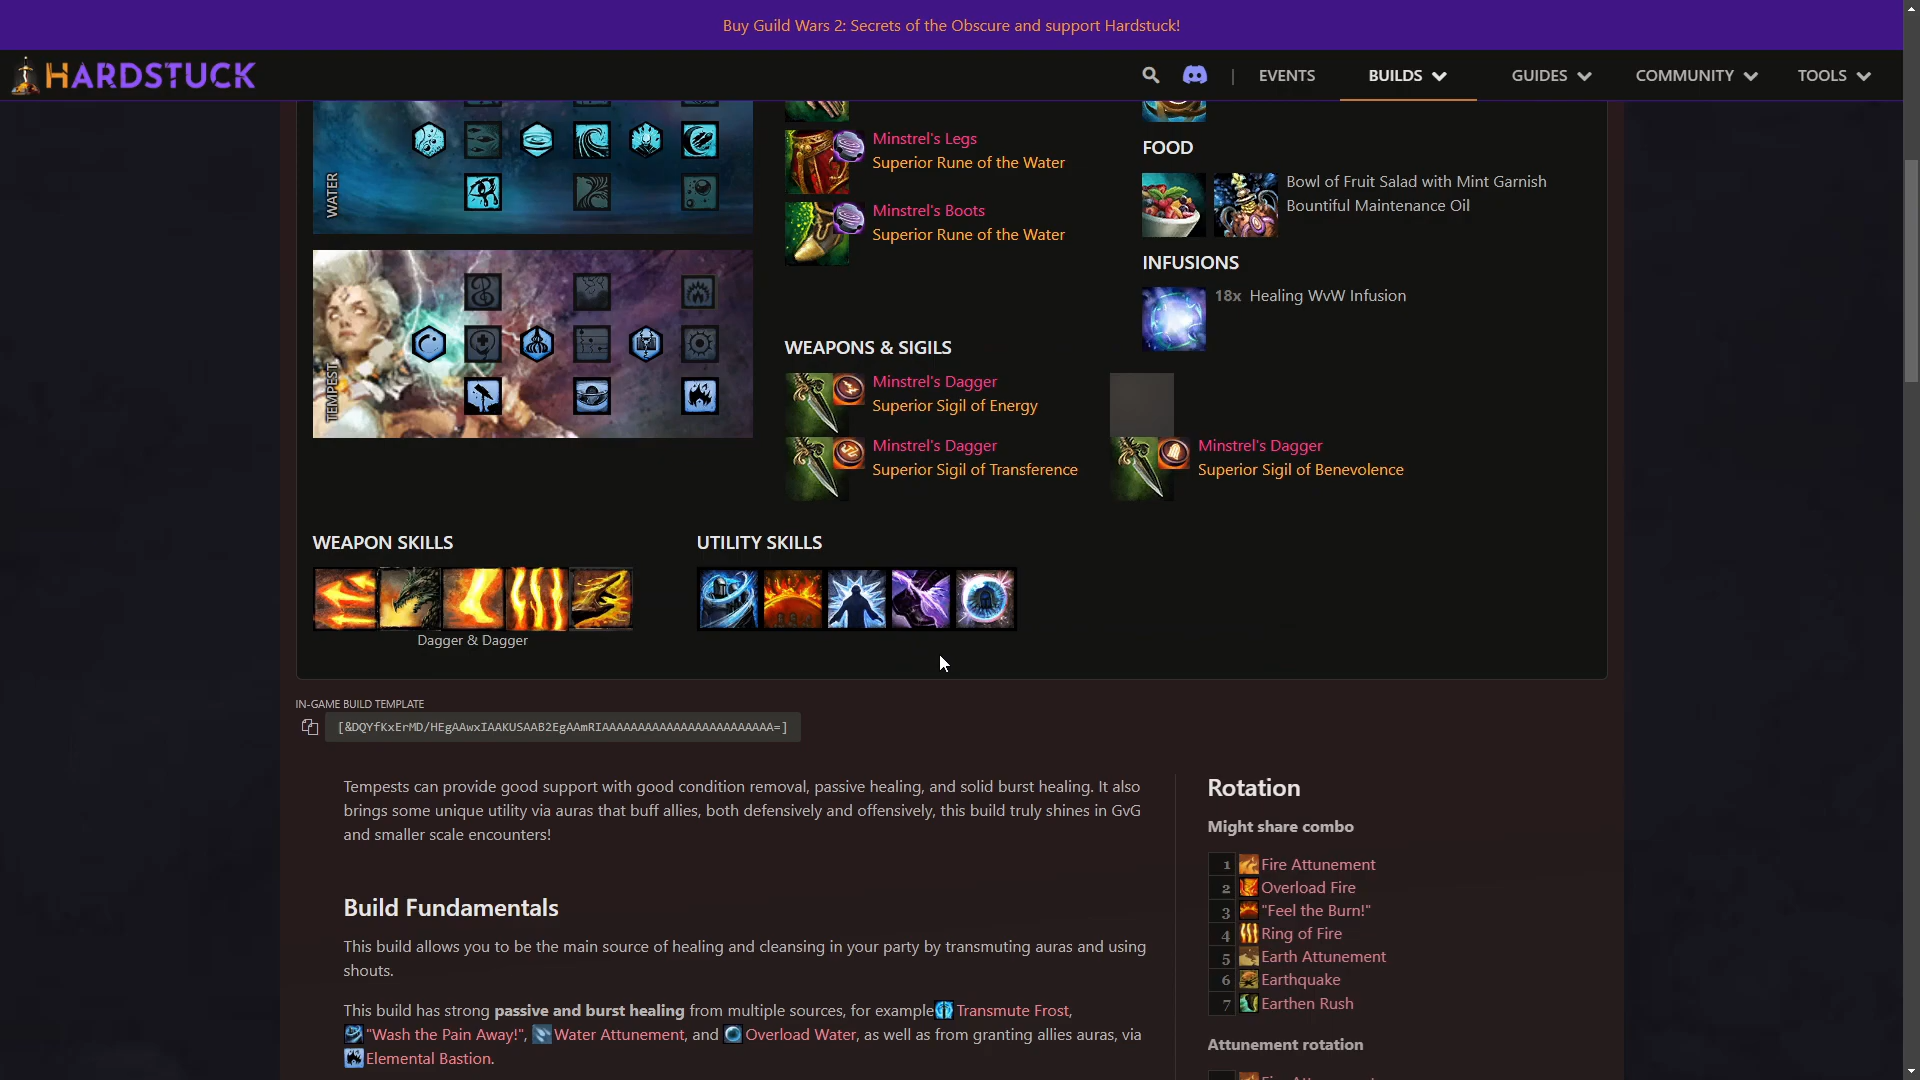 Buy Guild Wars 2: Secrets of the Obscure and support Hardstuck!
HARDSTUCK
EVENTS
BUILDS
GUIDES
COMMUNITY
TOOLS
WATER
TEMPEST
Minstrel's Legs
Superior Rune of the Water
Minstrel's Boots
Superior Rune of the Water
FOOD
Bowl of Fruit Salad with Mint Garnish
Bountiful Maintenance Oil
INFUSIONS
18x Healing WvW Infusion
WEAPONS & SIGILS
Minstrel's Dagger
Superior Sigil of Energy
Minstrel's Dagger
Superior Sigil of Transference
Minstrel's Dagger
Superior Sigil of Benevolence
WEAPON SKILLS
Dagger & Dagger
UTILITY SKILLS
IN-GAME BUILD TEMPLATE
[&DQYfKxErMD/HEgAAwxIAAKUSAAB2EgAAmRIAAAAAAAAAAAAAAAAAAAAAAAA=]
Tempests can provide good support with good condition removal, passive healing, and solid burst healing. It also
brings some unique utility via auras that buff allies, both defensively and offensively, this build truly shines in GvG
and smaller scale encounters!
Build Fundamentals
This build allows you to be the main source of healing and cleansing in your party by transmuting auras and using
shouts.
This build has strong passive and burst healing from multiple sources, for example Transmute Frost,
"Wash the Pain Away!", Water Attunement, and Overload Water, as well as from granting allies auras, via
Elemental Bastion.
Rotation
Might share combo
1 Fire Attunement
2 Overload Fire
3 "Feel the Burn!"
4 Ring of Fire
5 Earth Attunement
6 Earthquake
7 Earthen Rush
Attunement rotation